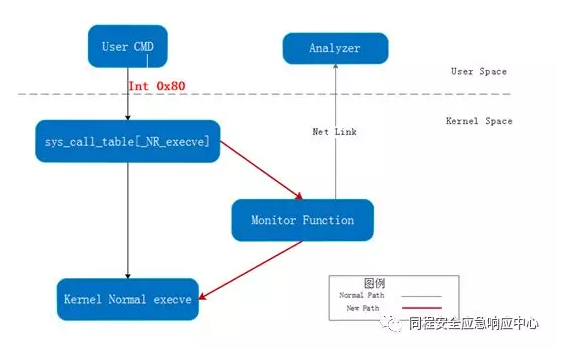 User CMD
Analyzer
Int 0x80
User Space
Kernel Space
sys_call_table[_NR_execve]
Net Link
Monitor Function
Kernel Normal execve
图例
Normal Path
New Path
同程安全应急响应中心